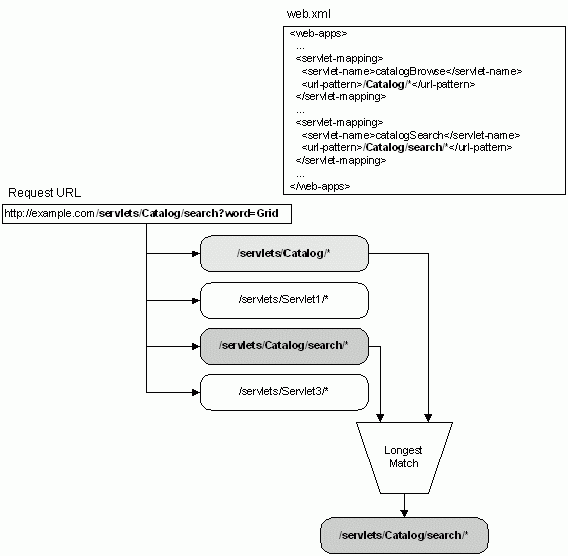 web.xml
<web-apps>
...
<servlet-mapping>
<servlet-name>catalogBrowse</servlet-name>
<url-pattern>/Catalog/*</url-pattern>
</servlet-mapping>
...
<servlet-mapping>
<servlet-name>catalogSearch</servlet-name>
<url-pattern>/Catalog/search/*</url-pattern>
</servlet-mapping>
...
</web-apps>
Request URL
http://example.com/servlets/Catalog/search?word=Grid
/servlets/Catalog/*
/servlets/Servlet1/*
/servlets/Catalog/search/*
/servlets/Servlet3/*
Longest
Match
/servlets/Catalog/search/*